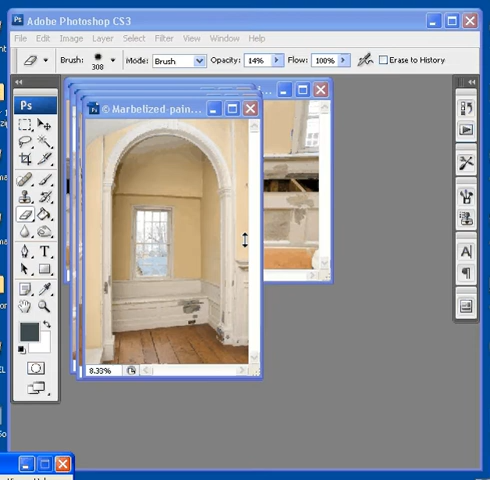 Ps Adobe Photoshop CS3
File Edit Image Layer Select Filter View Window Help
Brush: 308 Mode: Brush Opacity: 14% Flow: 100% Erase to History
Ps
© Marbelized-pain...
T
A
8.33%